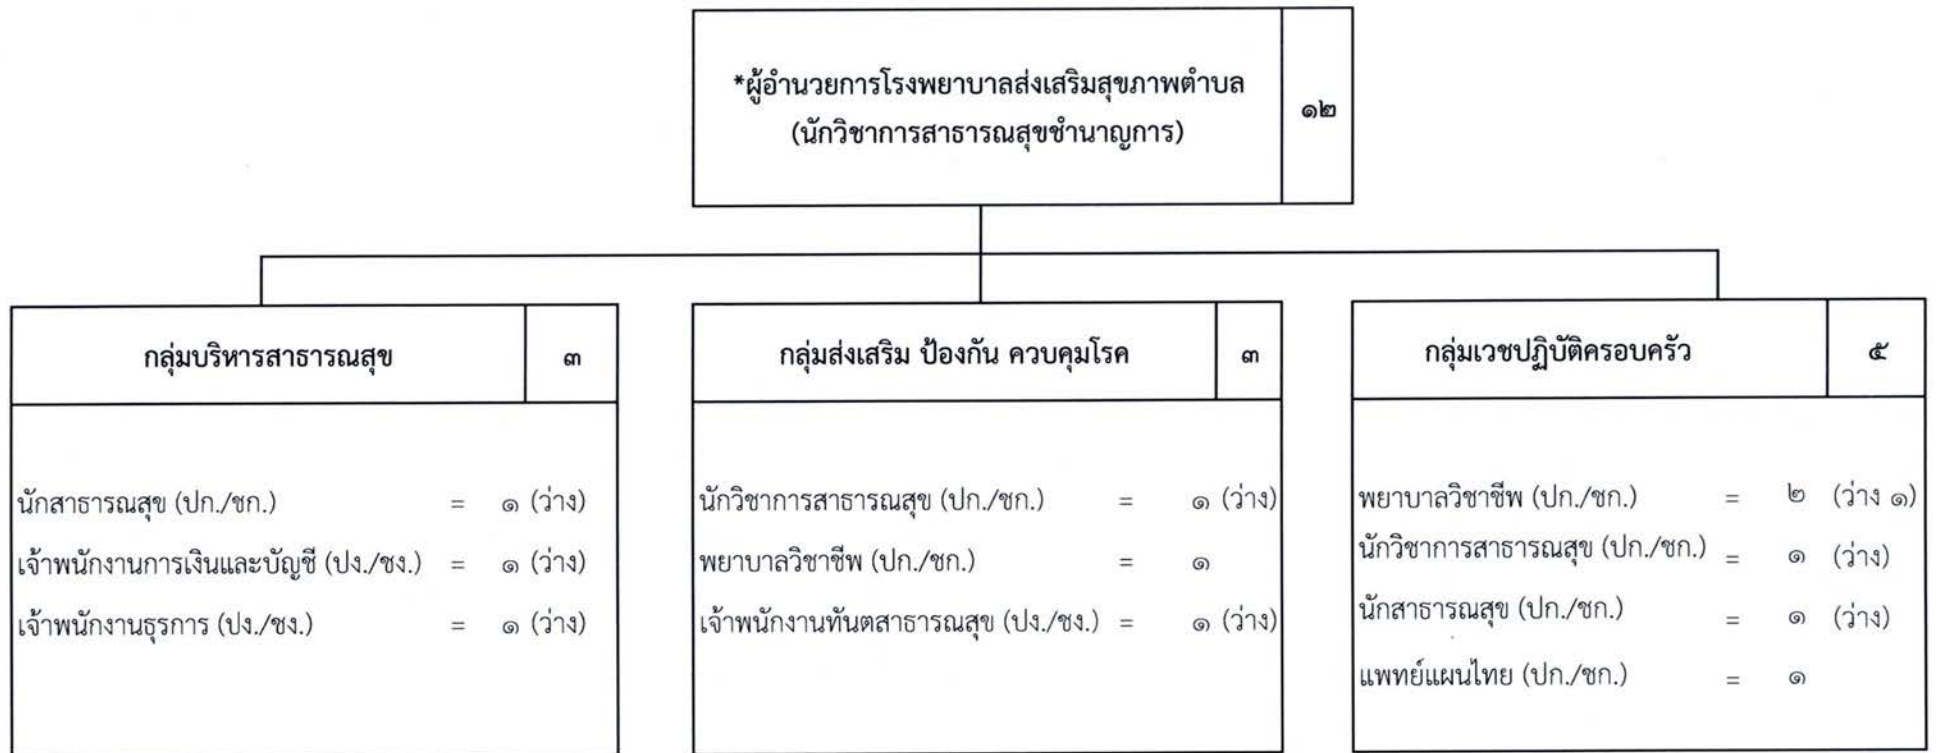 *ผู้อำนวยการโรงพยาบาลส่งเสริมสุขภาพตำบล
(นักวิชาการสาธารณสุขชำนาญการ)
๑๒
กลุ่มบริหารสาธารณสุข ๓
นักสาธารณสุข (ปก./ชก.) = ๑ (ว่าง)
เจ้าพนักงานการเงินและบัญชี (ปง./ชง.) = ๑ (ว่าง)
เจ้าพนักงานธุรการ (ปง./ชง.) = ๑ (ว่าง)
กลุ่มส่งเสริม ป้องกัน ควบคุมโรค ๓
นักวิชาการสาธารณสุข (ปก./ชก.) = ๑ (ว่าง)
พยาบาลวิชาชีพ (ปก./ชก.) = ๑
เจ้าพนักงานทันตสาธารณสุข (ปง./ชง.) = ๑ (ว่าง)
กลุ่มเวชปฏิบัติครอบครัว ๕
พยาบาลวิชาชีพ (ปก./ชก.) = ๒ (ว่าง ๑)
นักวิชาการสาธารณสุข (ปก./ชก.) = ๑ (ว่าง)
นักสาธารณสุข (ปก./ชก.) = ๑ (ว่าง)
แพทย์แผนไทย (ปก./ชก.) = ๑